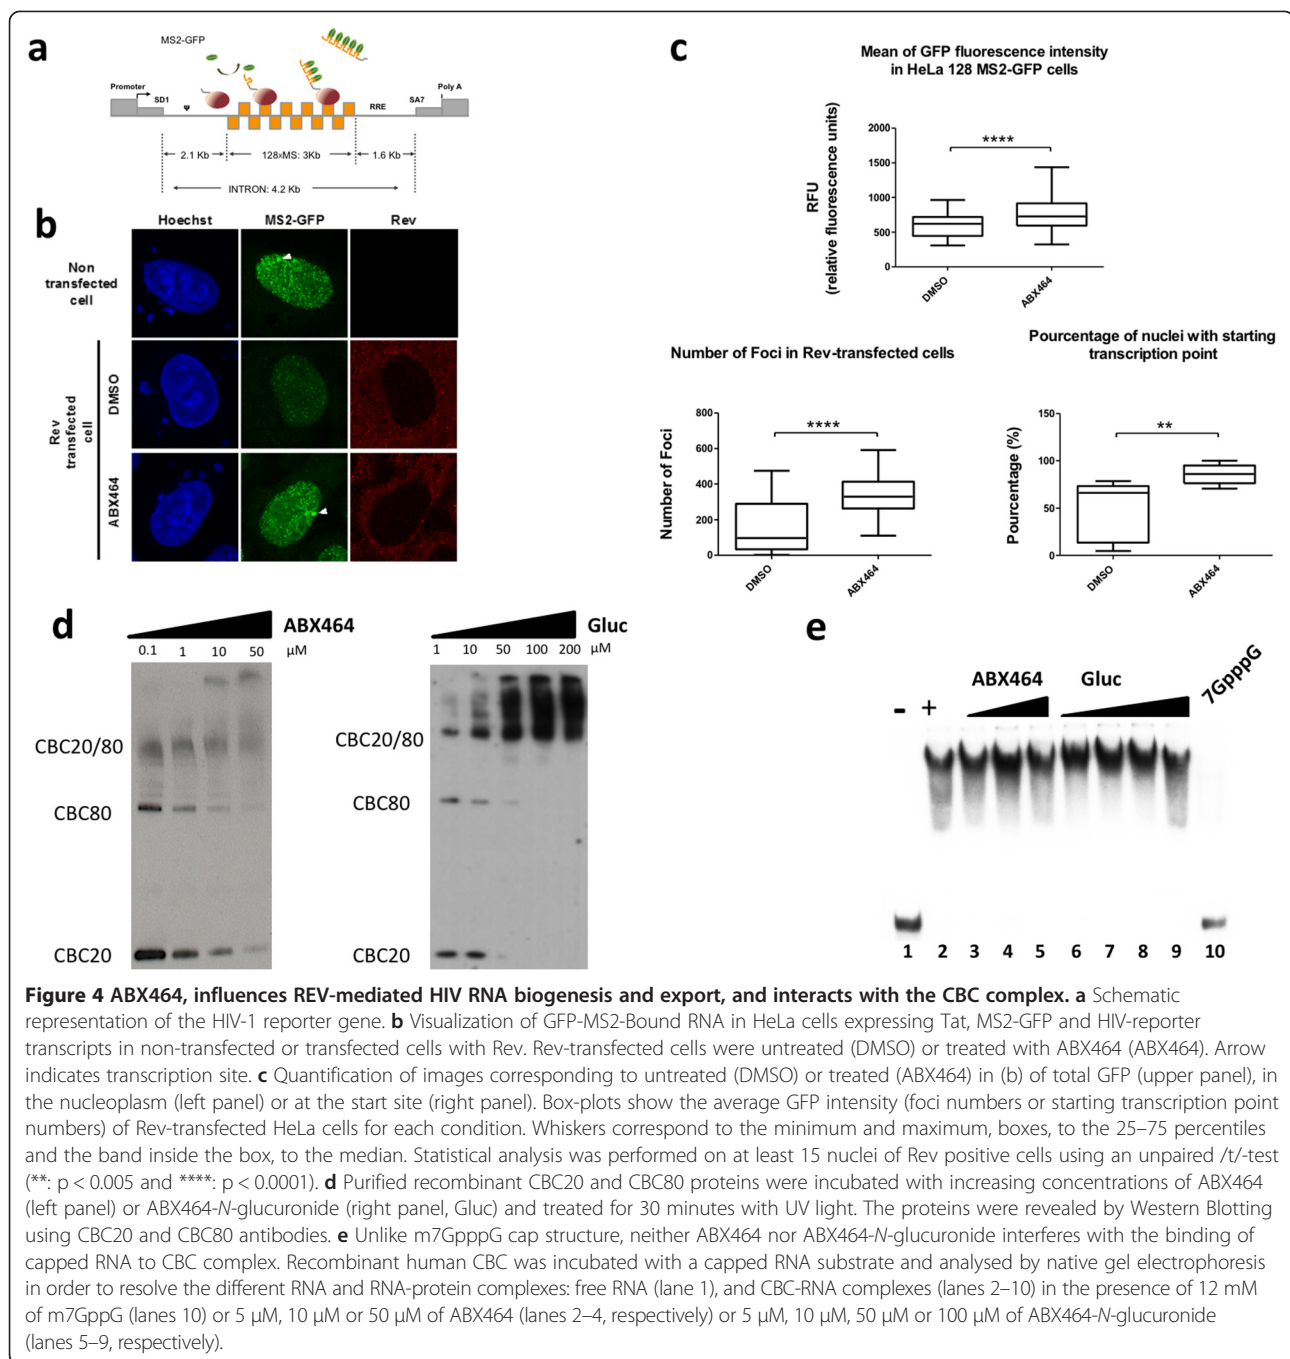 a
MS2-GFP
Promoter
SD1
Ψ
RRE
SA7
Poly A
2.1 Kb
128xMS: 3Kb
1.6 Kb
INTRON: 4.2 Kb
b
Hoechst
MS2-GFP
Rev
Non
transfected
cell
Rev
transfected
cell
DMSO
ABX464
c
Mean of GFP fluorescence intensity
in HeLa 128 MS2-GFP cells
RFU
(relative fluorescence units)
2000
1500
1000
500
0
****
DMSO
ABX464
Number of Foci in Rev-transfected cells
Number of Foci
800
600
400
200
0
****
DMSO
ABX464
Pourcentage of nuclei with starting
transcription point
Pourcentage (%)
150
100
50
0
**
DMSO
ABX464
d
ABX464
0.1 1 10 50 μM
CBC20/80
CBC80
CBC20
Gluc
1 10 50 100 200 μM
CBC20/80
CBC80
CBC20
e
- +
ABX464
Gluc
7GpppG
1 2 3 4 5 6 7 8 9 10
Figure 4 ABX464, influences REV-mediated HIV RNA biogenesis and export, and interacts with the CBC complex. a Schematic
representation of the HIV-1 reporter gene. b Visualization of GFP-MS2-Bound RNA in HeLa cells expressing Tat, MS2-GFP and HIV-reporter
transcripts in non-transfected or transfected cells with Rev. Rev-transfected cells were untreated (DMSO) or treated with ABX464 (ABX464). Arrow
indicates transcription site. c Quantification of images corresponding to untreated (DMSO) or treated (ABX464) in (b) of total GFP (upper panel), in
the nucleoplasm (left panel) or at the start site (right panel). Box-plots show the average GFP intensity (foci numbers or starting transcription point
numbers) of Rev-transfected HeLa cells for each condition. Whiskers correspond to the minimum and maximum, boxes, to the 25–75 percentiles
and the band inside the box, to the median. Statistical analysis was performed on at least 15 nuclei of Rev positive cells using an unpaired /t/-test
(**: p < 0.005 and ****: p < 0.0001). d Purified recombinant CBC20 and CBC80 proteins were incubated with increasing concentrations of ABX464
(left panel) or ABX464-N-glucuronide (right panel, Gluc) and treated for 30 minutes with UV light. The proteins were revealed by Western Blotting
using CBC20 and CBC80 antibodies. e Unlike m7GpppG cap structure, neither ABX464 nor ABX464-N-glucuronide interferes with the binding of
capped RNA to CBC complex. Recombinant human CBC was incubated with a capped RNA substrate and analysed by native gel electrophoresis
in order to resolve the different RNA and RNA-protein complexes: free RNA (lane 1), and CBC-RNA complexes (lanes 2–10) in the presence of 12 mM
of m7GppG (lanes 10) or 5 μM, 10 μM or 50 μM of ABX464 (lanes 2–4, respectively) or 5 μM, 10 μM, 50 μM or 100 μM of ABX464-N-glucuronide
(lanes 5–9, respectively).